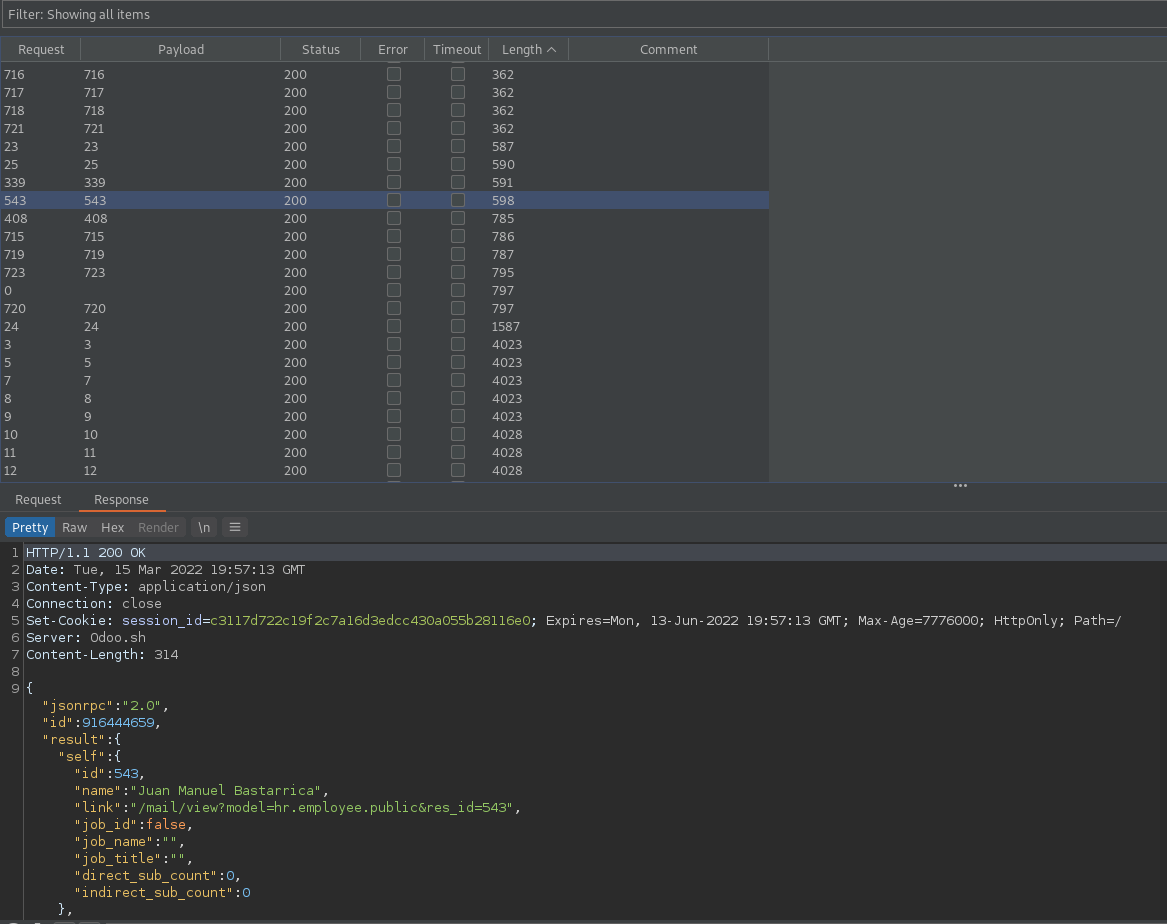 Filter: Showing all items
Request Payload Status Error Timeout Length Comment
716 716 200 362
717 717 200 362
718 718 200 362
721 721 200 362
23 23 200 587
25 25 200 590
339 339 200 591
543 543 200 598
408 408 200 785
715 715 200 786
719 719 200 787
723 723 200 795
0 200 797
720 720 200 797
24 24 200 1587
3 3 200 4023
5 5 200 4023
7 7 200 4023
8 8 200 4023
9 9 200 4023
10 10 200 4028
11 11 200 4028
12 12 200 4028
Request Response
Pretty Raw Hex Render \n
1 HTTP/1.1 200 OK
2 Date: Tue, 15 Mar 2022 19:57:13 GMT
3 Content-Type: application/json
4 Connection: close
5 Set-Cookie: session_id=c3117d722c19f2c7a16d3edcc430a055b28116e0; Expires=Mon, 13-Jun-2022 19:57:13 GMT; Max-Age=7776000; HttpOnly; Path=/
6 Server: Odoo.sh
7 Content-Length: 314
8
9 {
"jsonrpc":"2.0",
"id":916444659,
"result":{
"self":{
"id":543,
"name":"Juan Manuel Bastarrica",
"link":"/mail/view?model=hr.employee.public&res_id=543",
"job_id":false,
"job_name":"",
"job_title":"",
"direct_sub_count":0,
"indirect_sub_count":0
},